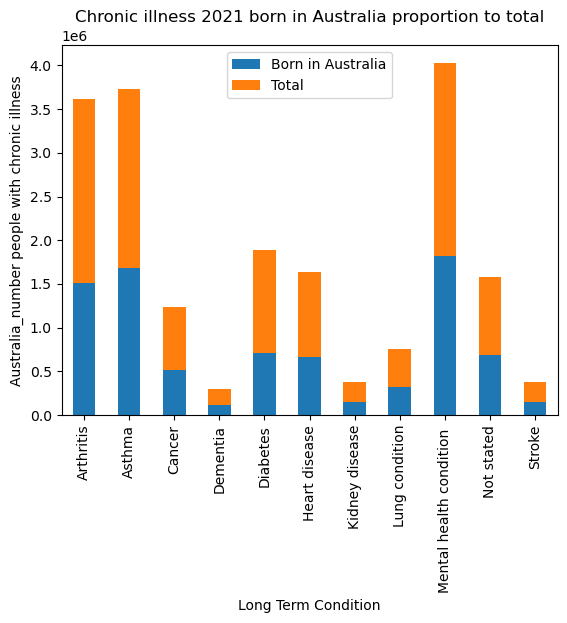 Chronic illness 2021 born in Australia proportion to total
1e6
Born in Australia
Total
4.0
3.5
3.0
2.5
2.0
1.5
1.0
0.5
0.0
Australia_number people with chronic illness
Arthritis
Asthma
Cancer
Dementia
Diabetes
Heart disease
Kidney disease
Lung condition
Mental health condition
Not stated
Stroke
Long Term Condition